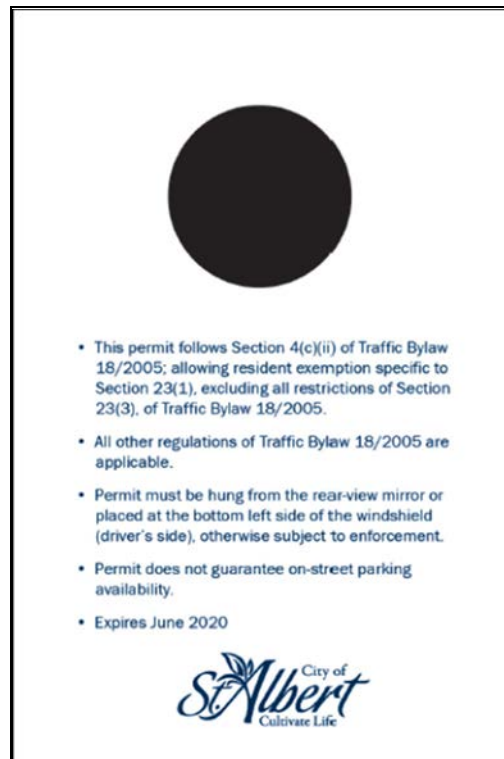 • This permit follows Section 4(c)(ii) of Traffic Bylaw
18/2005; allowing resident exemption specific to
Section 23(1), excluding all restrictions of Section
23(3), of Traffic Bylaw 18/2005.
• All other regulations of Traffic Bylaw 18/2005 are
applicable.
• Permit must be hung from the rear-view mirror or
placed at the bottom left side of the windshield
(driver's side), otherwise subject to enforcement.
• Permit does not guarantee on-street parking
availability.
• Expires June 2020
City of
St. Albert
Cultivate Life